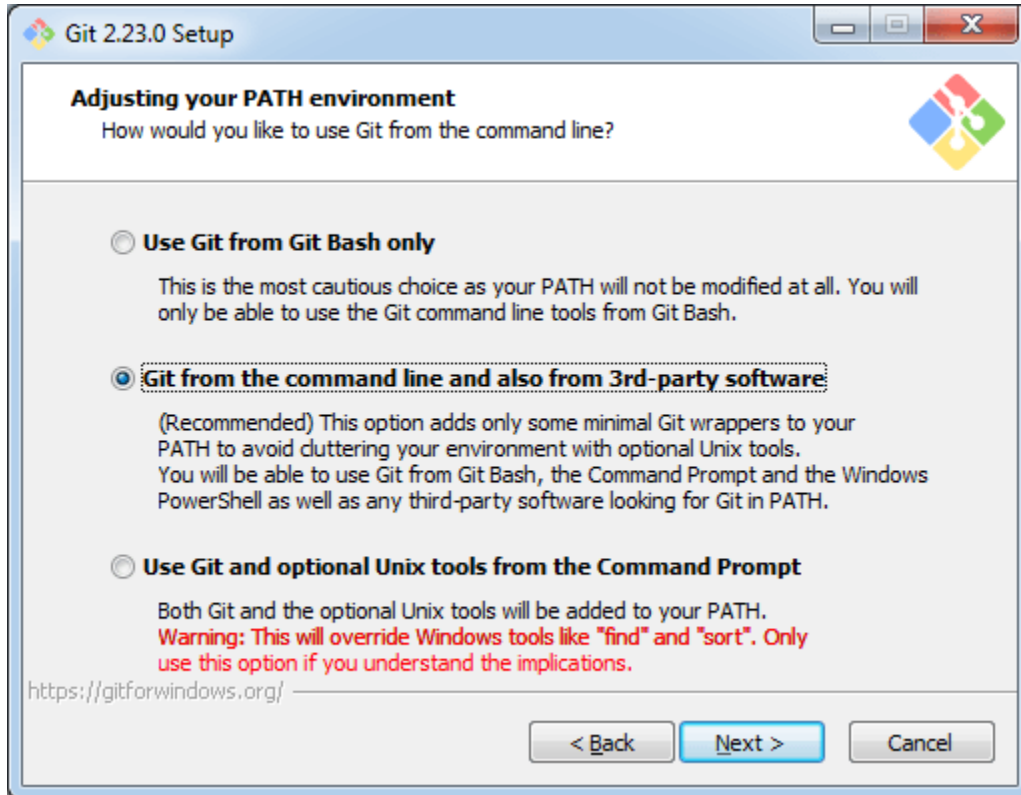 Git 2.23.0 Setup
Adjusting your PATH environment
How would you like to use Git from the command line?
Use Git from Git Bash only
This is the most cautious choice as your PATH will not be modified at all. You will
only be able to use the Git command line tools from Git Bash.
Git from the command line and also from 3rd-party software
(Recommended) This option adds only some minimal Git wrappers to your
PATH to avoid cluttering your environment with optional Unix tools.
You will be able to use Git from Git Bash, the Command Prompt and the Windows
PowerShell as well as any third-party software looking for Git in PATH.
Use Git and optional Unix tools from the Command Prompt
Both Git and the optional Unix tools will be added to your PATH.
Warning: This will override Windows tools like "find" and "sort". Only
use this option if you understand the implications.
https://gitforwindows.org/
< Back Next > Cancel